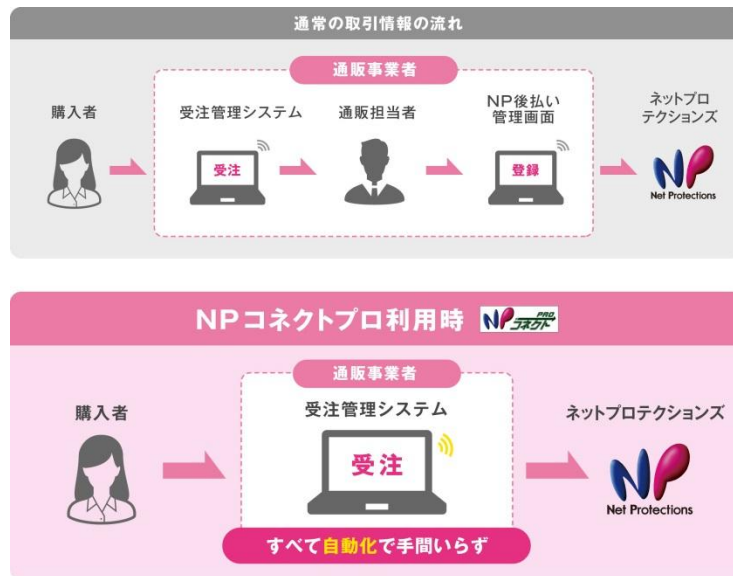 通常の取引情報の流れ
通販事業者
購入者
受注管理システム
通販担当者
NP後払い
管理画面
ネットプロ
テクションズ
受注
登録
NP
Net Protections
NPコネクトプロ利用時
NPコネクト PRO
通販事業者
購入者
受注管理システム
ネットプロテクションズ
受注
NP
Net Protections
すべて自動化で手間いらず